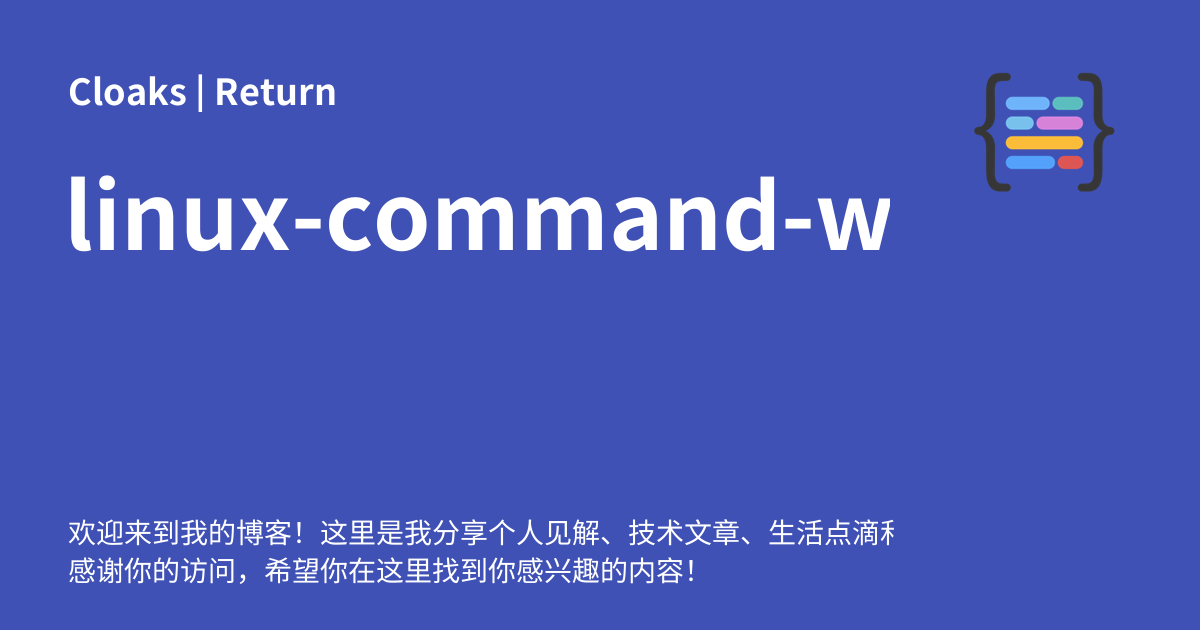 Cloaks | Return
linux-command-w
欢迎来到我的博客！这里是我分享个人见解、技术文章、生活点滴
感谢你的访问，希望你在这里找到你感兴趣的内容！